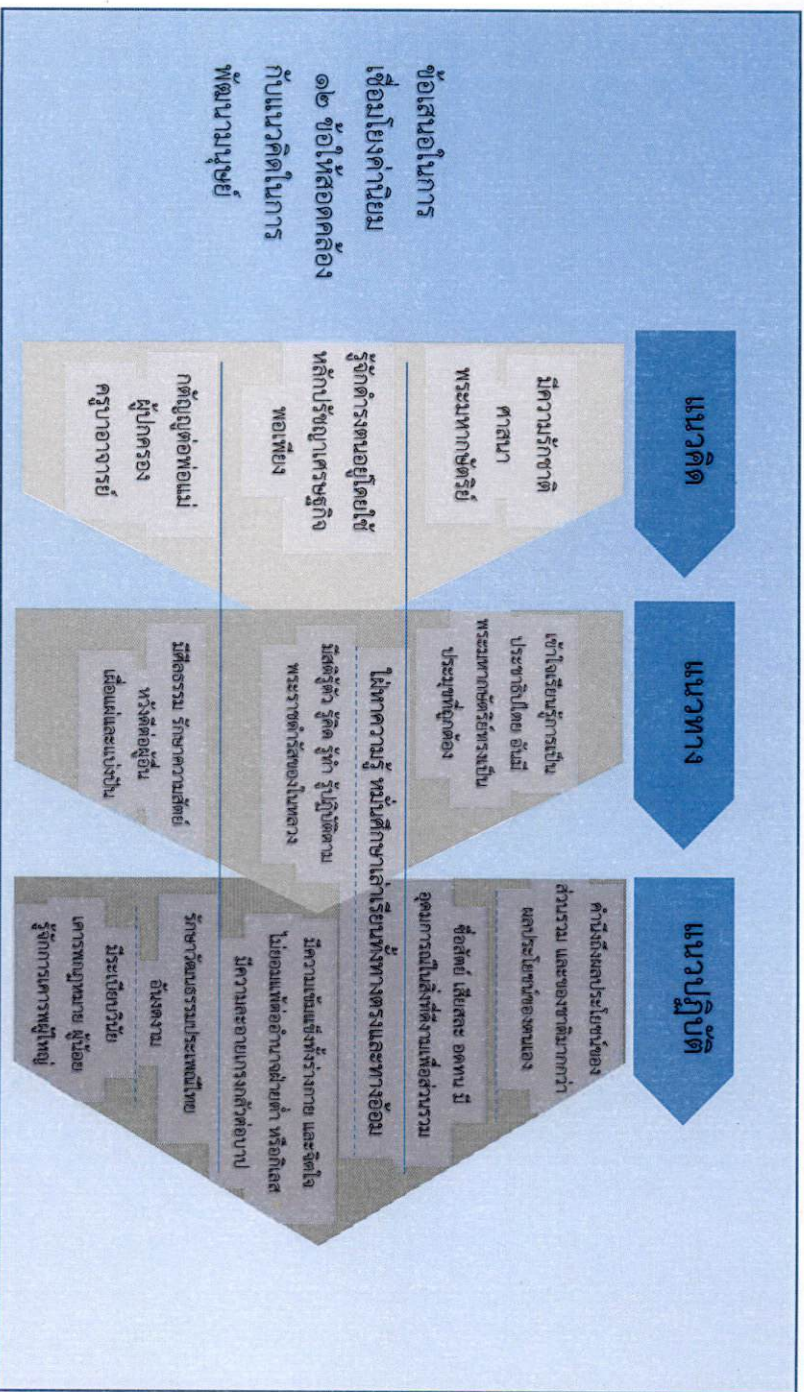 ข้อเสนอในการ
เชื่อมโยงค่านิยม
๑๒ ข้อให้สอดคล้อง
กับแนวคิดในการ
พัฒนามนุษย์
แนวคิด
แนวทาง
แนวปฏิบัติ
มีความรักชาติ
ศาสนา
พระมหากษัตริย์
เข้าใจเรียนรู้การเป็น
ประชาธิปไตย อันมี
พระมหากษัตริย์ทรงเป็น
ประมุขที่ถูกต้อง
คำนึงถึงผลประโยชน์ของ
ส่วนรวม และของชาติมากกว่า
ผลประโยชน์ของตนเอง
ซื่อสัตย์ เสียสละ อดทน มี
อุดมการณ์ในสิ่งที่ดีงามเพื่อส่วนรวม
รู้จักดำรงตนอยู่โดยใช้
หลักปรัชญาเศรษฐกิจ
พอเพียง
ใฝ่หาความรู้ หมั่นศึกษาเล่าเรียนทั้งทางตรงและทางอ้อม
มีสติรู้ตัว รู้คิด รู้ทำ รู้ปฏิบัติตาม
พระราชดำรัสของในหลวง
มีความเข้มแข็งทั้งร่างกาย และจิตใจ
ไม่ยอมแพ้ต่ออำนาจฝ่ายต่ำ หรือกิเลส
มีความละอายเกรงกลัวต่อบาป
กตัญญูต่อพ่อแม่
ผู้ปกครอง
ครูบาอาจารย์
มีศีลธรรม รักษาความสัตย์
หวังดีต่อผู้อื่น
เผื่อแผ่และแบ่งปัน
รักษาวัฒนธรรมประเพณีไทย
อันงดงาม
มีระเบียบวินัย
เคารพกฎหมาย ผู้น้อย
รู้จักการเคารพผู้ใหญ่